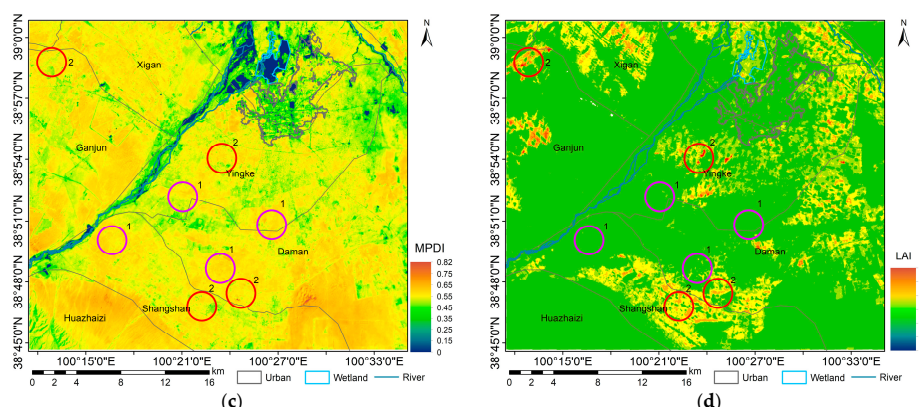 N
39°0'0"N
38°57'0"N
38°54'0"N
38°51'0"N
38°48'0"N
38°45'0"N
2
Xigan
Ganjun
2
Yingke
1
1
1
1
Daman
2
2
Shangshan
Huazhaizi
MPDI
0.82
0.75
0.65
0.55
0.45
0.35
0.25
0.15
0
100°15'0"E
100°21'0"E
100°27'0"E
100°33'0"E
km
0 2 4 8 12 16
Urban
Wetland
River
(c)
N
39°0'0"N
38°57'0"N
38°54'0"N
38°51'0"N
38°48'0"N
38°45'0"N
2
Xigan
Ganjun
2
Yingke
1
1
1
1
Daman
2
2
Shangshan
Huazhaizi
LAI
100°15'0"E
100°21'0"E
100°27'0"E
100°33'0"E
km
0 2 4 8 12 16
Urban
Wetland
River
(d)